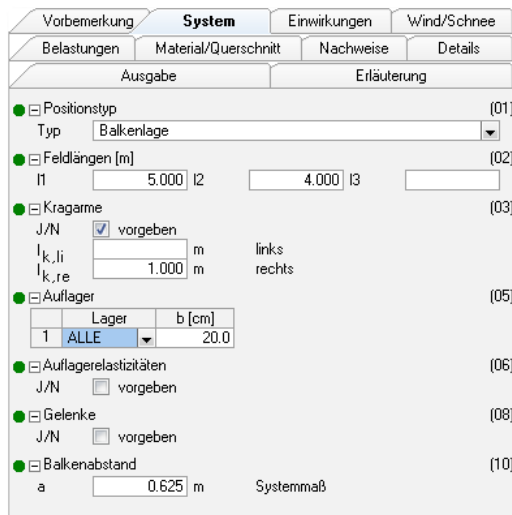 Vorbemerkung System Einwirkungen Wind/Schnee
Belastungen Material/Querschnitt Nachweise Details
Ausgabe Erläuterung
Positionstyp (01)
Typ Balkenlage
Feldlängen [m] (02)
l1 5.000 l2 4.000 l3
Kragarme (03)
J/N vorgeben
l k,li m links
l k,re 1.000 m rechts
Auflager (05)
Lager b [cm]
1 ALLE 20.0
Auflagerelastizitäten (06)
J/N vorgeben
Gelenke (08)
J/N vorgeben
Balkenabstand (10)
a 0.625 m Systemmaß